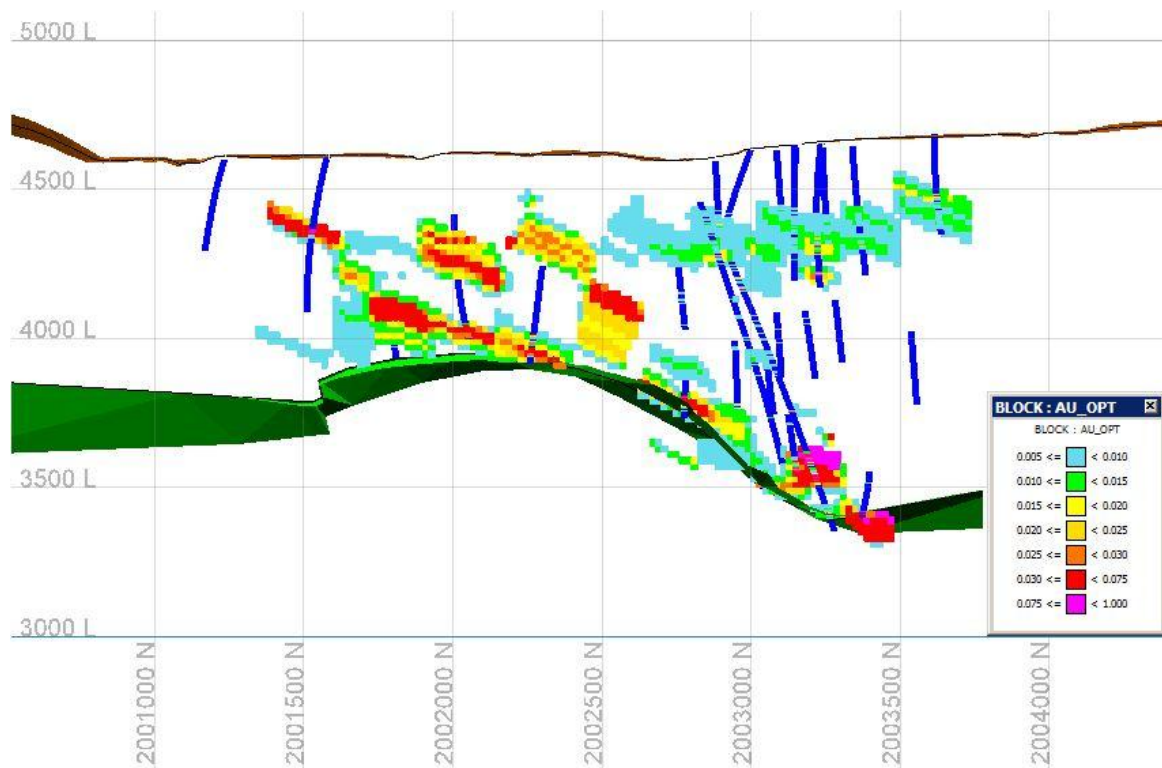 5000 L
4500 L
4000 L
3500 L
3000 L
2001000 N
2001500 N
2002000 N
2002500 N
2003000 N
2003500 N
2004000 N
BLOCK : AU_OPT
BLOCK : AU_OPT
0.005 <= < 0.010
0.010 <= < 0.015
0.015 <= < 0.020
0.020 <= < 0.025
0.025 <= < 0.030
0.030 <= < 0.075
0.075 <= < 1.000